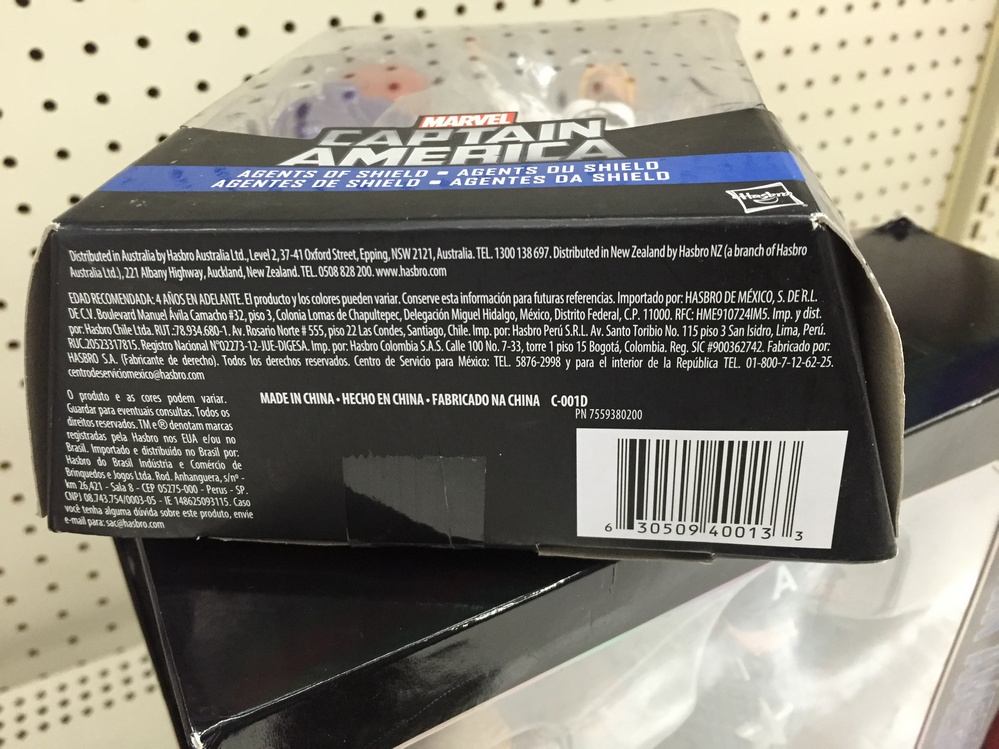 MARVEL
CAPTAIN
AMERICA
AGENTS OF SHIELD • AGENTS DU SHIELD
AGENTES DE SHIELD • AGENTES DA SHIELD
Hasbro
Distributed in Australia by Hasbro Australia Ltd., Level 2, 37-41 Oxford Street, Epping, NSW 2121, Australia. TEL. 1300 138 697. Distributed in New Zealand by Hasbro NZ (a branch of Hasbro
Australia Ltd.), 221 Albany Highway, Auckland, New Zealand. TEL. 0508 828 200. www.hasbro.com
EDAD RECOMENDADA: 4 AÑOS EN ADELANTE. El producto y los colores pueden variar. Conserve esta información para futuras referencias. Importado por: HASBRO DE MÉXICO, S. DE R.L.
DE C.V. Boulevard Manuel Ávila Camacho #32, piso 3, Colonia Lomas de Chapultepec, Delegación Miguel Hidalgo, México, Distrito Federal, C.P. 11000. RFC: HME910724IM5. Imp. y dist.
por: Hasbro Chile Ltda. RUT.:78.934.680-1. Av. Rosario Norte # 555, piso 22 Las Condes, Santiago, Chile. Imp. por: Hasbro Perú S.R.L. Av. Santo Toribio No. 115 piso 3 San Isidro, Lima, Perú.
RUC.20523317815. Registro Nacional N°02273-12-JUE-DIGESA. Imp. por: Hasbro Colombia S.A.S. Calle 100 No. 7-33, torre 1 piso 15 Bogotá, Colombia. Reg. SIC #900362742. Fabricado por:
HASBRO S.A. (Fabricante de derecho). Todos los derechos reservados. Centro de Servicio para México: TEL. 5876-2998 y para el interior de la República TEL. 01-800-7-12-62-25.
centrodeserviciomexico@hasbro.com
O produto e as cores podem variar.
Guardar para eventuais consultas. Todos os
direitos reservados. TM e ® denotam marcas
registradas pela Hasbro nos EUA e/ou no
Brasil. Importado e distribuído no Brasil por:
Hasbro do Brasil Indústria e Comércio de
Brinquedos e Jogos Ltda. Rod. Anhanguera, s/nº -
km 26,421 - Sala 8 - CEP 05275-000 - Perus - SP.
CNPJ 08.743.754/0003-05 - IE 148625093115. Caso
você tenha alguma dúvida sobre este produto, envie
e-mail para: sac@hasbro.com
MADE IN CHINA • HECHO EN CHINA • FABRICADO NA CHINA C-001D
PN 7559380200
6 30509 40013 3
A